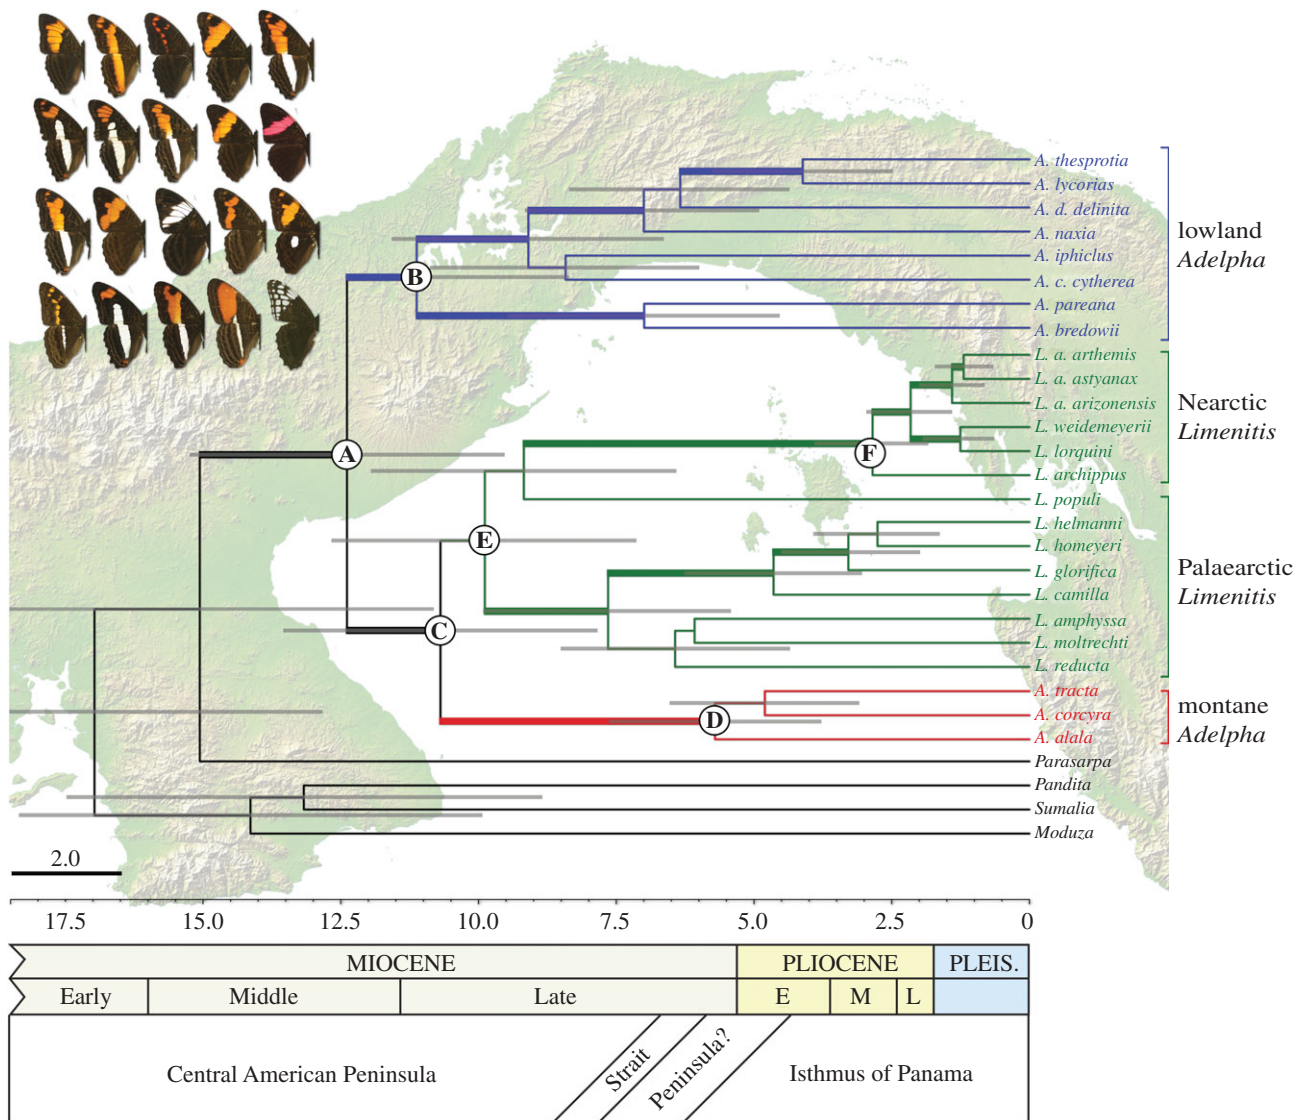 A. thesprotia
A. lycorias
A. d. delinita
A. naxia
A. iphiclus
A. c. cytherea
A. pareana
A. bredowii
lowland
Adelpha
L. a. arthemis
L. a. astyanax
L. a. arizonensis
L. weidemeyerii
L. lorquini
L. archippus
Nearctic
Limenitis
L. populi
L. helmanni
L. homeyeri
L. glorifica
L. camilla
L. amphyssa
L. moltrechti
L. reducta
Palaearctic
Limenitis
A. tracta
A. corcyra
A. alala
montane
Adelpha
Parasarpa
Pandita
Sumalia
Moduza
B
A
F
E
C
D
2.0
17.5 15.0 12.5 10.0 7.5 5.0 2.5 0
MIOCENE PLIOCENE PLEIS.
Early Middle Late E M L
Central American Peninsula Strait Peninsula? Isthmus of Panama